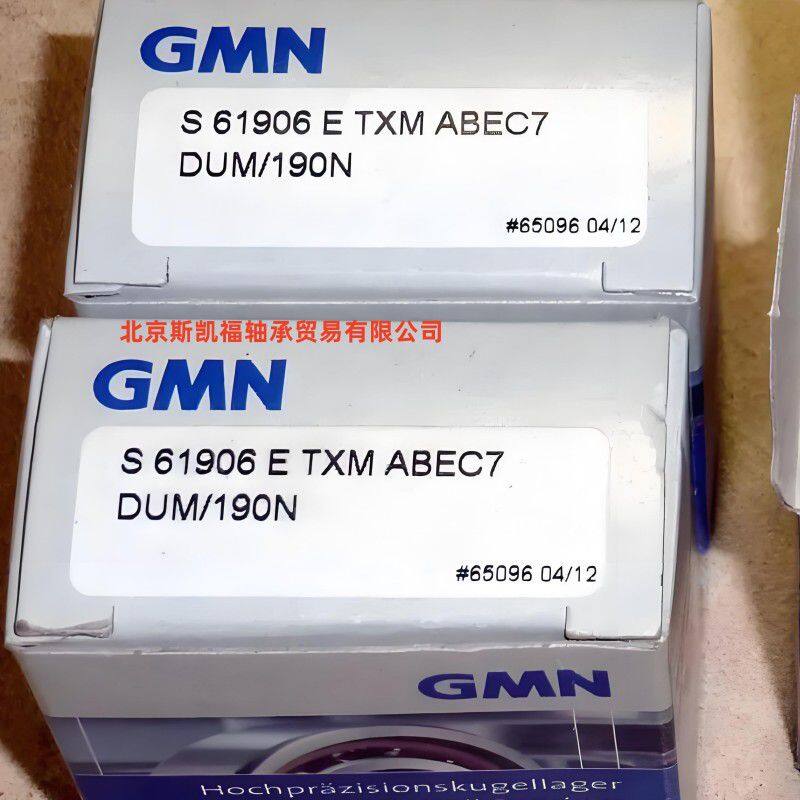 GMN
S 61906 E TXM ABEC7
DUM/190N
#65096 04/12
北京斯凯福轴承贸易有限公司
GMN
S 61906 E TXM ABEC7
DUM/190N
#65096 04/12
GMN
Hochpräzisionskugellager